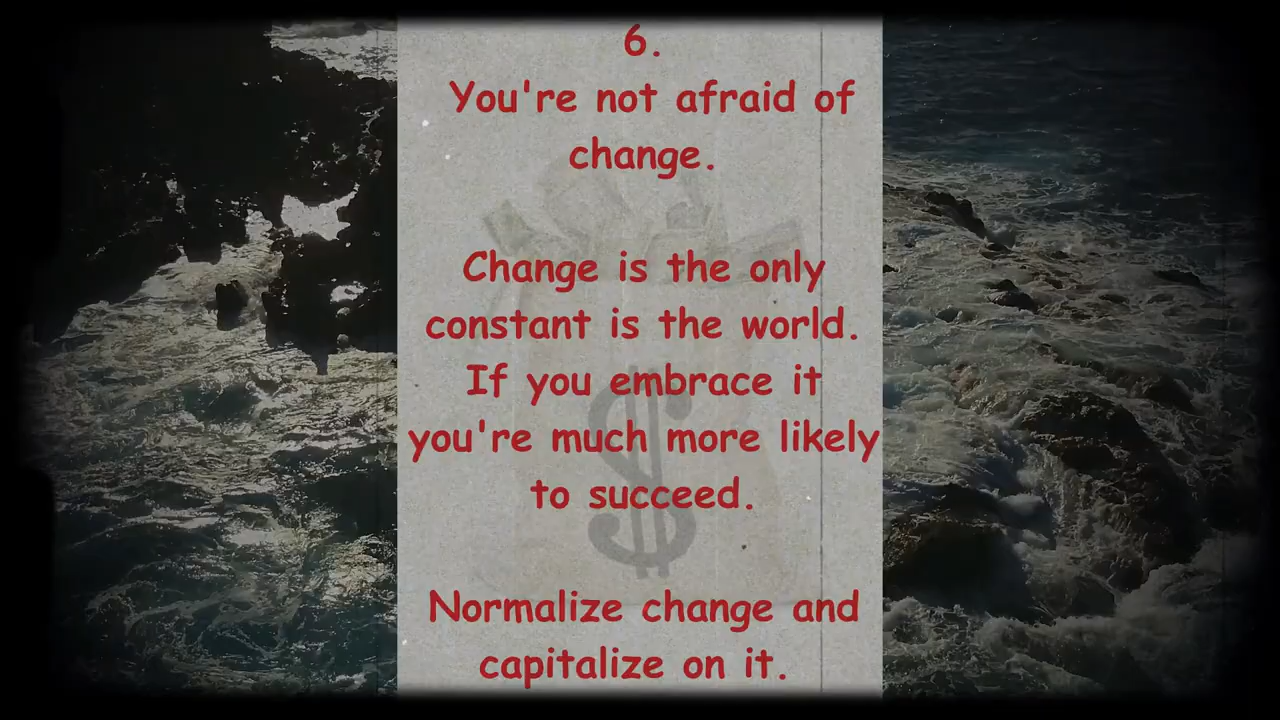 6.
You're not afraid of
change.
Change is the only
constant is the world.
If you embrace it
you're much more likely
to succeed.
Normalize change and
capitalize on it.